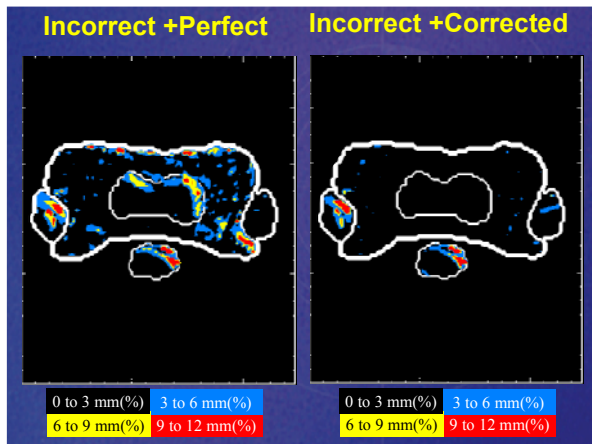 Incorrect +Perfect
Incorrect +Corrected
0 to 3 mm(%) 3 to 6 mm(%)
6 to 9 mm(%) 9 to 12 mm(%)
0 to 3 mm(%) 3 to 6 mm(%)
6 to 9 mm(%) 9 to 12 mm(%)